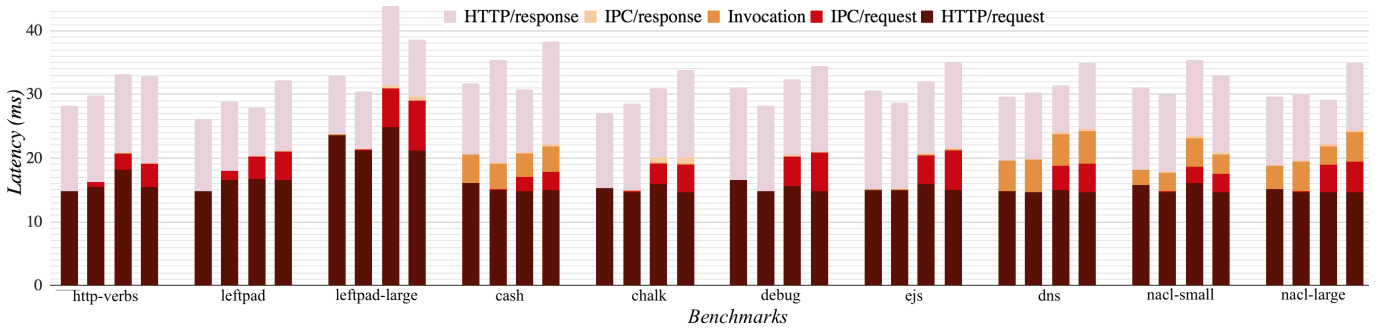 HTTP/response IPC/response Invocation IPC/request HTTP/request
Latency (ms)
40
30
20
10
0
http-verbs leftpad leftpad-large cash chalk debug ejs dns nacl-small nacl-large
Benchmarks